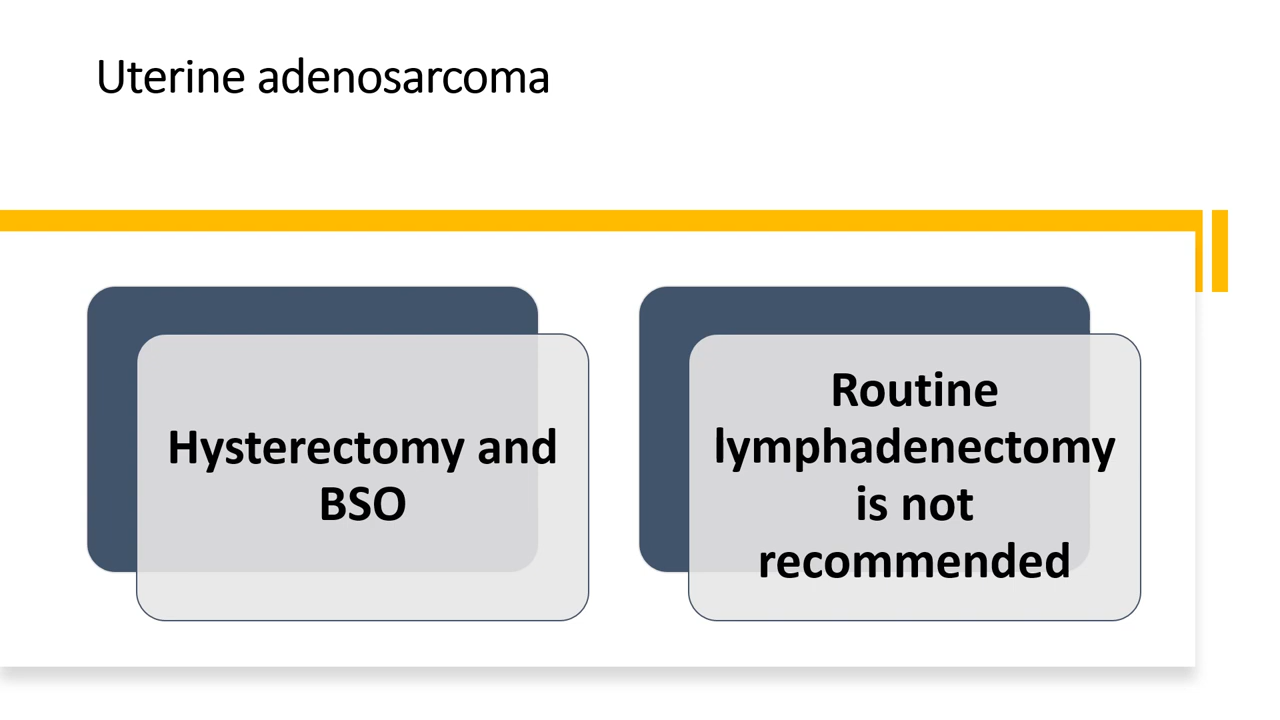 Uterine adenosarcoma
Hysterectomy and
BSO
Routine
lymphadenectomy
is not
recommended